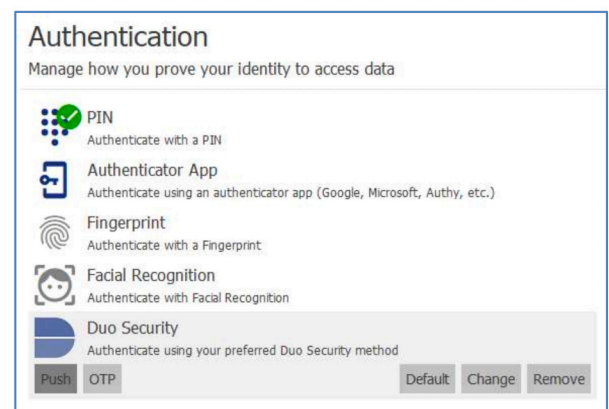 Authentication
Manage how you prove your identity to access data
PIN
Authenticate with a PIN
Authenticator App
Authenticate using an authenticator app (Google, Microsoft, Authy, etc.)
Fingerprint
Authenticate with a Fingerprint
Facial Recognition
Authenticate with Facial Recognition
Duo Security
Authenticate using your preferred Duo Security method
Push OTP Default Change Remove